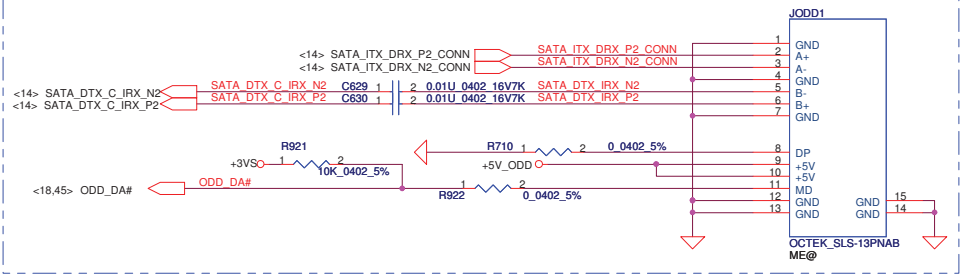 JODD1
1 GND
<14> SATA_ITX_DRX_P2_CONN SATA_ITX_DRX_P2_CONN 2 A+
<14> SATA_ITX_DRX_N2_CONN SATA_ITX_DRX_N2_CONN 3 A-
4 GND
<14> SATA_DTX_C_IRX_N2 SATA_DTX_C_IRX_N2 C629 1 2 0.01U_0402_16V7K SATA_DTX_IRX_N2 5 B-
<14> SATA_DTX_C_IRX_P2 SATA_DTX_C_IRX_P2 C630 1 2 0.01U_0402_16V7K SATA_DTX_IRX_P2 6 B+
7 GND
R710 1 2 0_0402_5% 8 DP
R921
+3VS 1 2 10K_0402_5% +5V_ODD 9 +5V
10 +5V
<18,45> ODD_DA# ODD_DA# R922 1 2 0_0402_5% 11 MD
12 GND GND 15
13 GND GND 14
OCTEK_SLS-13PNAB
ME@